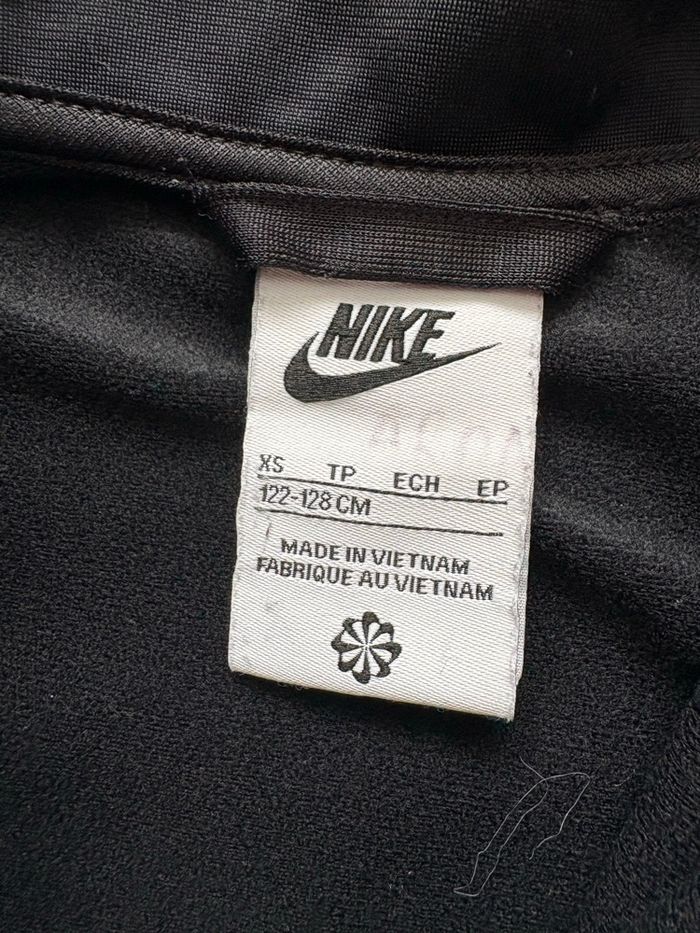 NIKE
XS TP ECH EP
122-128 CM
MADE IN VIETNAM
FABRIQUE AU VIETNAM